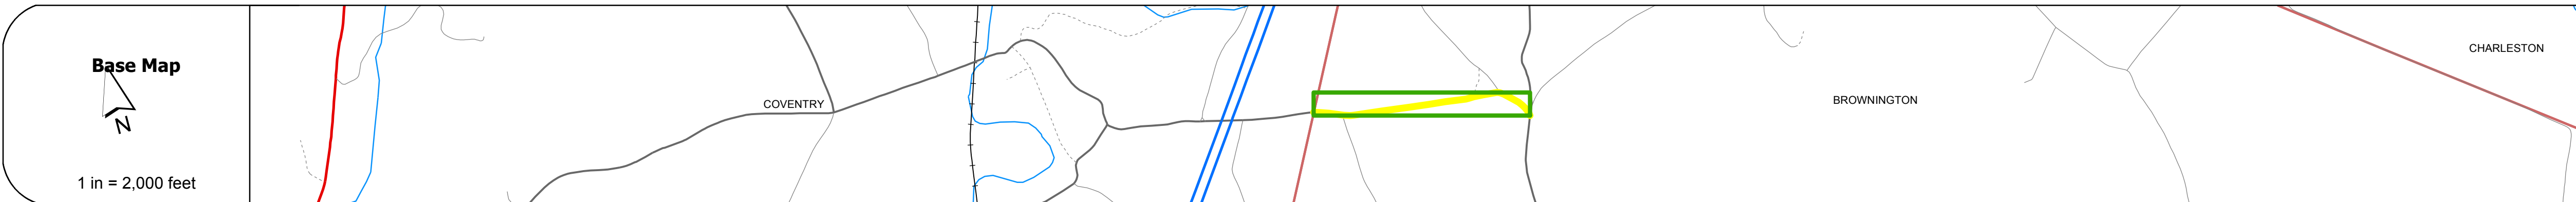 Base Map
N
1 in = 2,000 feet
COVENTRY
BROWNINGTON
CHARLESTON